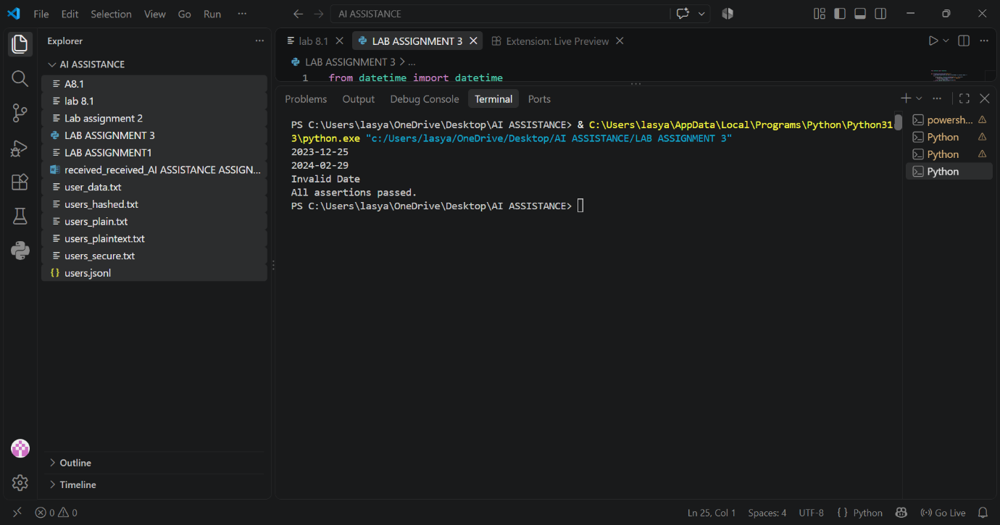 File Edit Selection View Go Run ··· AI ASSISTANCE
Explorer ···
AI ASSISTANCE
A8.1
lab 8.1
Lab assignment 2
LAB ASSIGNMENT 3
LAB ASSIGNMENT1
received_received_AI ASSISTANCE ASSIGN...
user_data.txt
users_hashed.txt
users_plain.txt
users_plaintext.txt
users_secure.txt
{} users.jsonl
Outline
Timeline
lab 8.1 LAB ASSIGNMENT 3 Extension: Live Preview
LAB ASSIGNMENT 3 > ...
1 from datetime import datetime
Problems Output Debug Console Terminal Ports
PS C:\Users\lasya\OneDrive\Desktop\AI ASSISTANCE> & C:\Users\lasya\AppData\Local\Programs\Python\Python31
3\python.exe "c:/Users/lasya/OneDrive/Desktop/AI ASSISTANCE/LAB ASSIGNMENT 3"
2023-12-25
2024-02-29
Invalid Date
All assertions passed.
PS C:\Users\lasya\OneDrive\Desktop\AI ASSISTANCE>
powersh...
Python
Python
Python
0 0 Ln 25, Col 1 Spaces: 4 UTF-8 {} Python Go Live